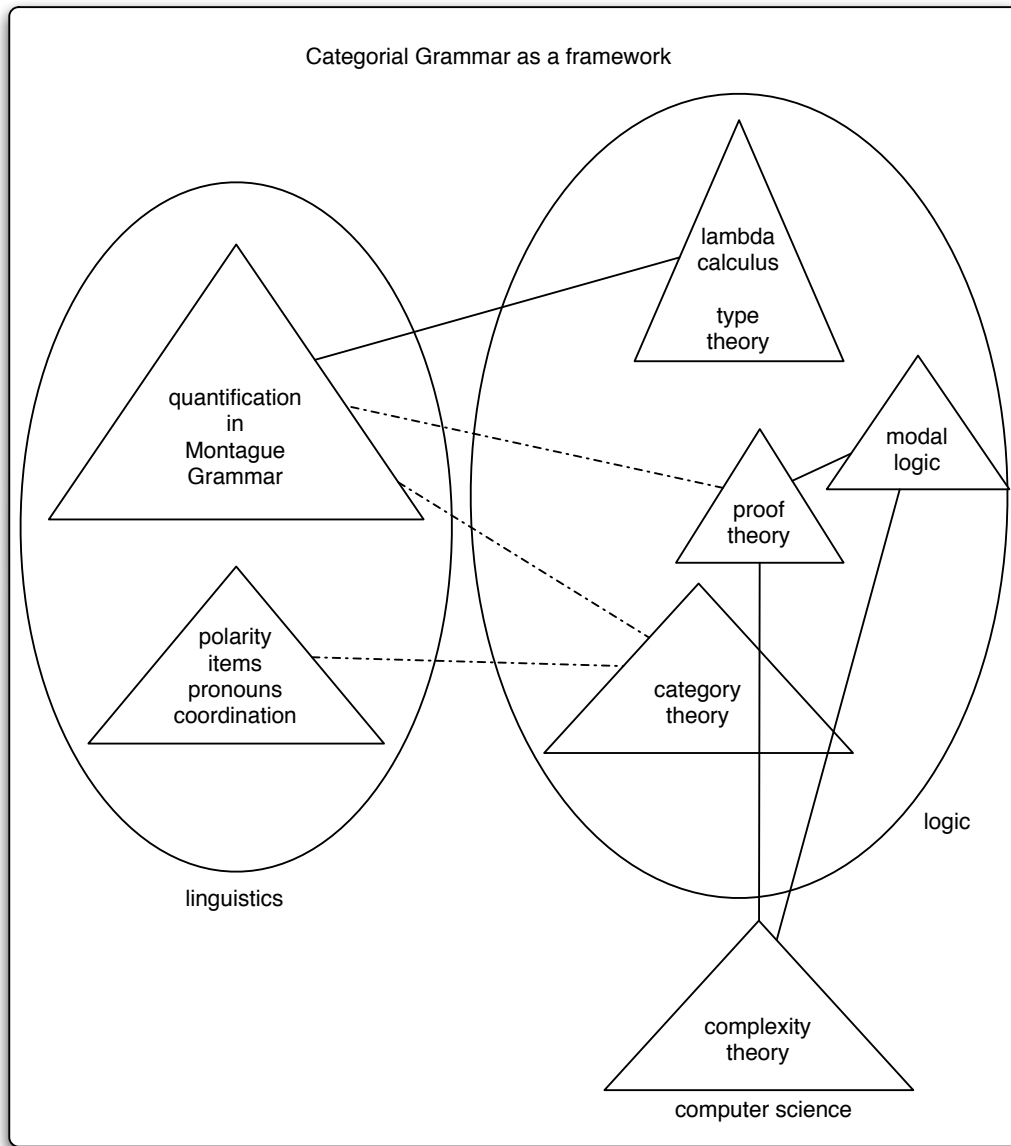 Categorial Grammar as a framework
lambda
calculus
type
theory
quantification
in
Montague
Grammar
modal
logic
proof
theory
polarity
items
pronouns
coordination
category
theory
logic
linguistics
complexity
theory
computer science